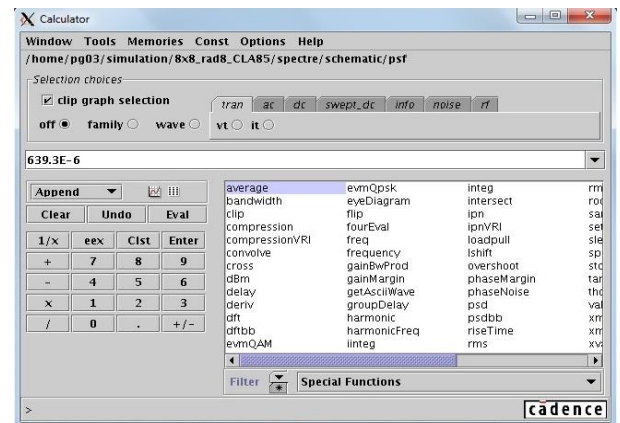 Calculator
Window Tools Memories Const Options Help
/home/pg03/simulation/8x8_rad8_CLA85/spectre/schematic/psf
Selection choices
clip graph selection
tran ac dc swept_dc info noise rf
off family wave vt it
639.3E-6
Append
Clear Undo Eval
1/x eex Clst Enter
+ 7 8 9
- 4 5 6
x 1 2 3
/ 0 . +/-
average evmQpsk integ
bandwidth eyeDiagram intersect
clip flip ipn
compression fourEval ipnVRI
compressionVRI freq loadpull
convolve frequency lshift
cross gainBwProd overshoot
dBm gainMargin phaseMargin
delay getAsciiWave phaseNoise
deriv groupDelay psd
dft harmonic psdbb
dftbb harmonicFreq riseTime
evmQAM iinteg rms
Filter Special Functions
>
cadence